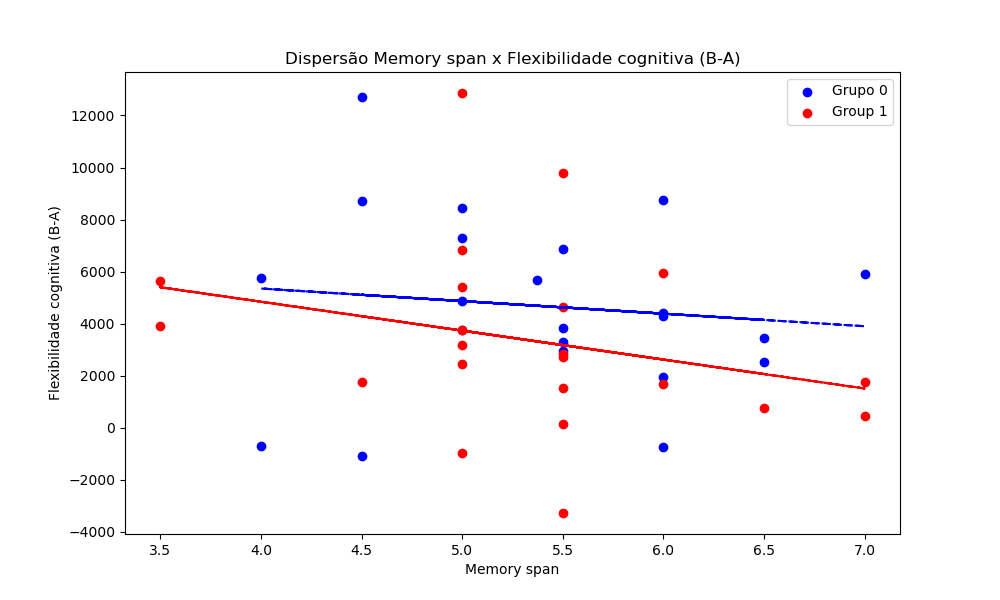 Dispersão Memory span x Flexibilidade cognitiva (B-A)
Grupo 0
Group 1
Flexibilidade cognitiva (B-A)
12000
10000
8000
6000
4000
2000
0
−2000
−4000
3.5 4.0 4.5 5.0 5.5 6.0 6.5 7.0
Memory span